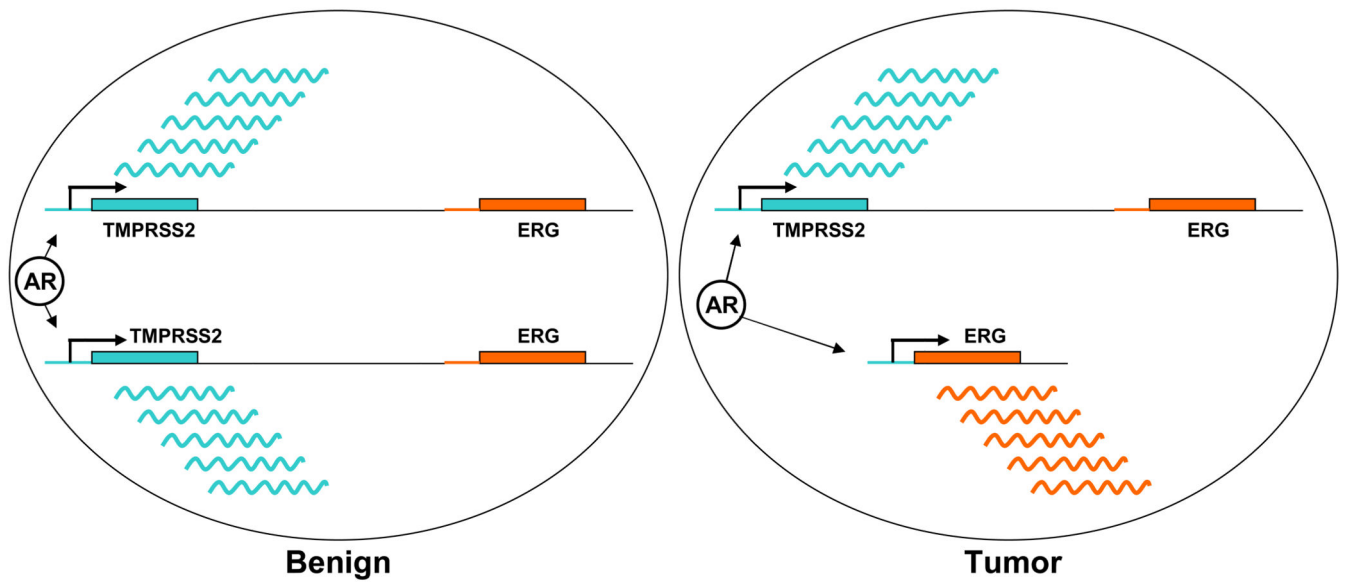 TMPRSS2
ERG
AR
TMPRSS2
ERG
Benign
TMPRSS2
ERG
AR
ERG
Tumor